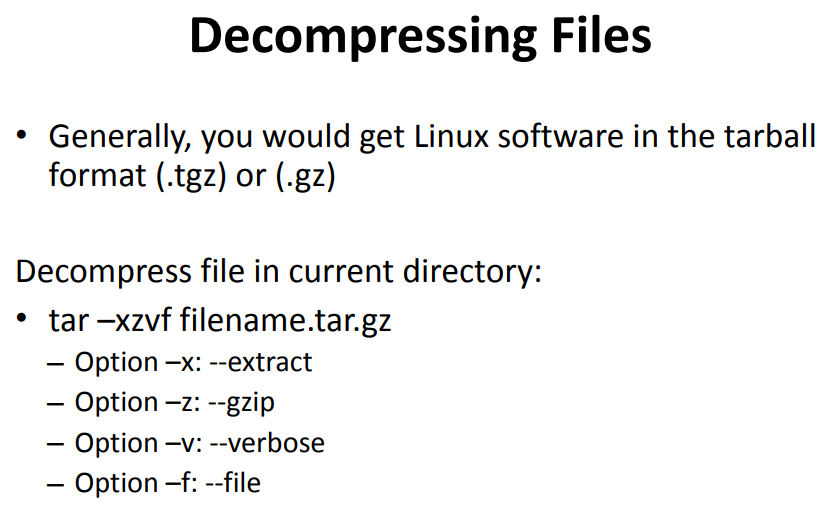 Decompressing Files
• Generally, you would get Linux software in the tarball
format (.tgz) or (.gz)
Decompress file in current directory:
• tar –xzvf filename.tar.gz
– Option –x: --extract
– Option –z: --gzip
– Option –v: --verbose
– Option –f: --file